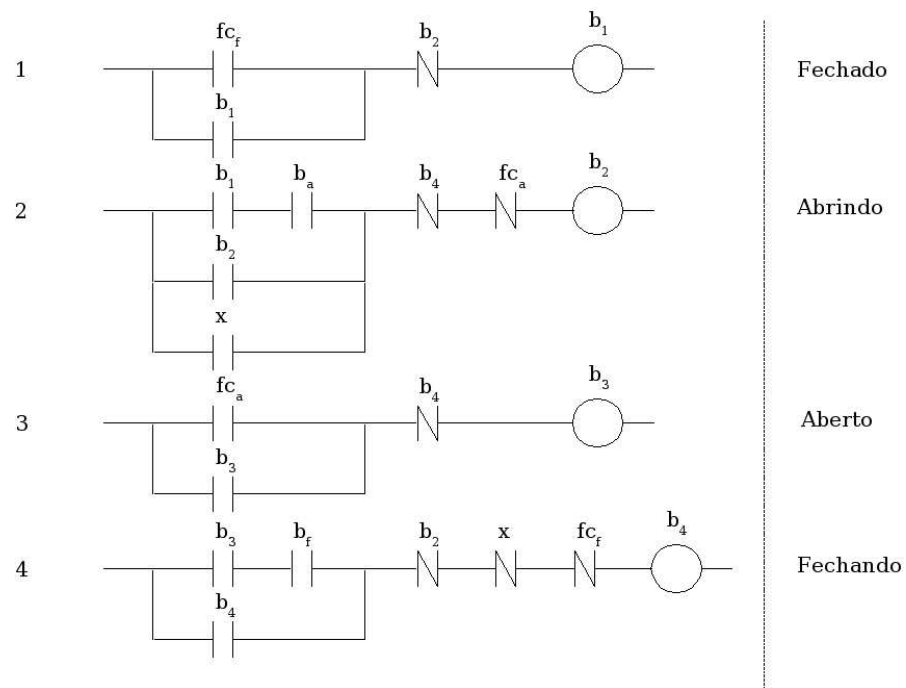 fc_f b_2 b_1
1 Fechado
b_1
b_1 b_a b_4 fc_a b_2
2 Abrindo
b_2
x
fc_a b_4 b_3
3 Aberto
b_3
b_3 b_f b_2 x fc_f b_4
4 Fechando
b_4